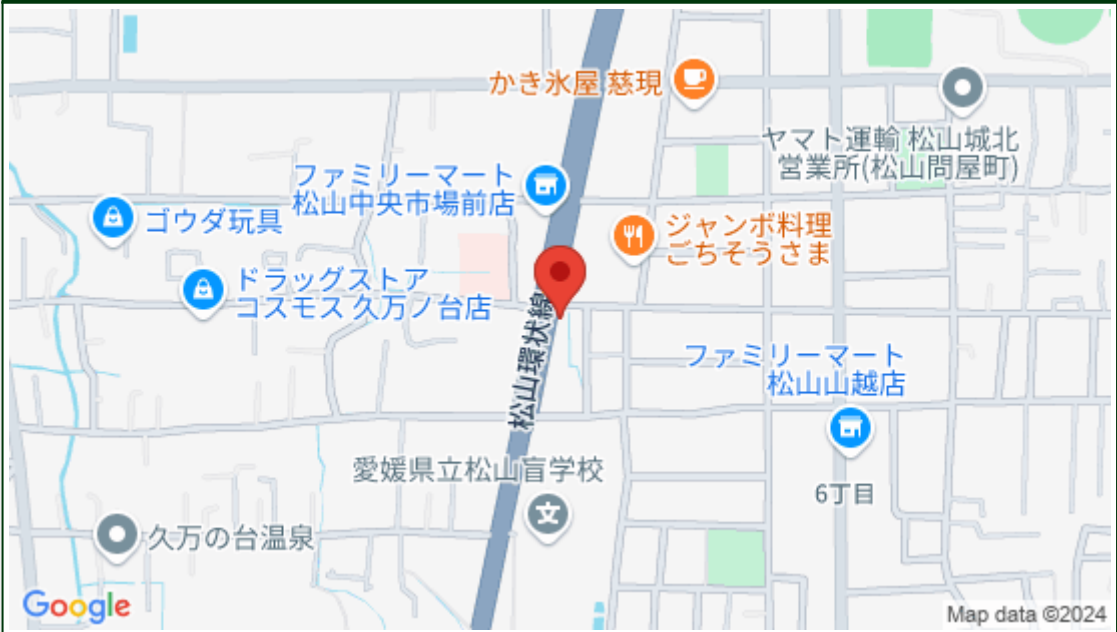 かき氷屋 慈現
ヤマト運輸 松山城北
営業所(松山問屋町)
ファミリーマート
松山中央市場前店
ゴウダ玩具
ジャンボ料理
ごちそうさま
ドラッグストア
コスモス 久万ノ台店
松山環状線
ファミリーマート
松山山越店
愛媛県立松山盲学校
文
6丁目
久万の台温泉
Google
Map data ©2024